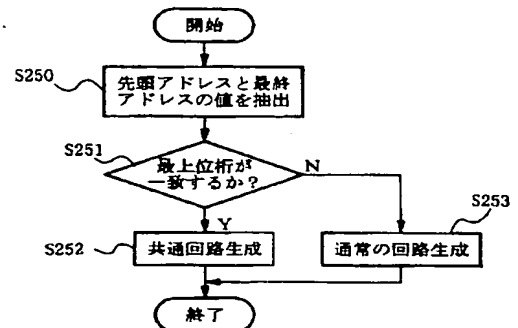 開始
S250
先頭アドレスと最終
アドレスの値を抽出
S251
最上位桁が
一致するか?
N
Y
S252
共通回路生成
S253
通常の回路生成
終了